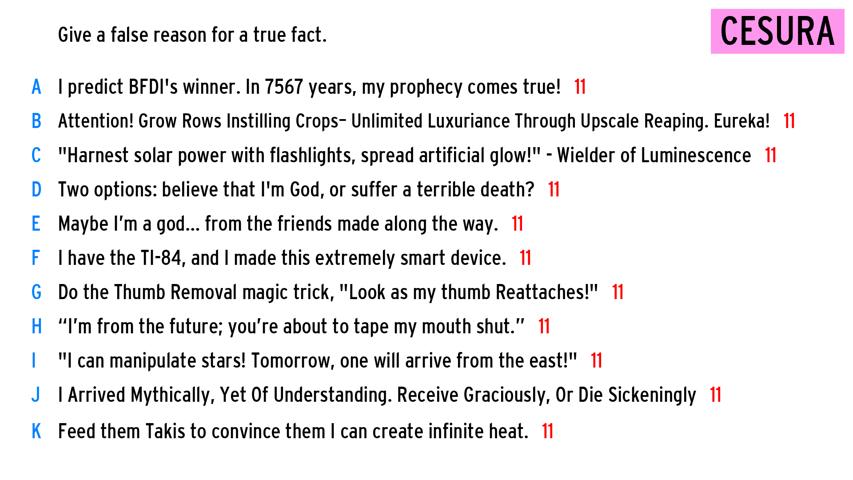 CESURA
Give a false reason for a true fact.
A I predict BFDI's winner. In 7567 years, my prophecy comes true! 11
B Attention! Grow Rows Instilling Crops– Unlimited Luxuriance Through Upscale Reaping. Eureka! 11
C "Harnest solar power with flashlights, spread artificial glow!" - Wielder of Luminescence 11
D Two options: believe that I'm God, or suffer a terrible death? 11
E Maybe I’m a god... from the friends made along the way. 11
F I have the TI-84, and I made this extremely smart device. 11
G Do the Thumb Removal magic trick, "Look as my thumb Reattaches!" 11
H “I’m from the future; you’re about to tape my mouth shut.” 11
I "I can manipulate stars! Tomorrow, one will arrive from the east!" 11
J I Arrived Mythically, Yet Of Understanding. Receive Graciously, Or Die Sickeningly 11
K Feed them Takis to convince them I can create infinite heat. 11